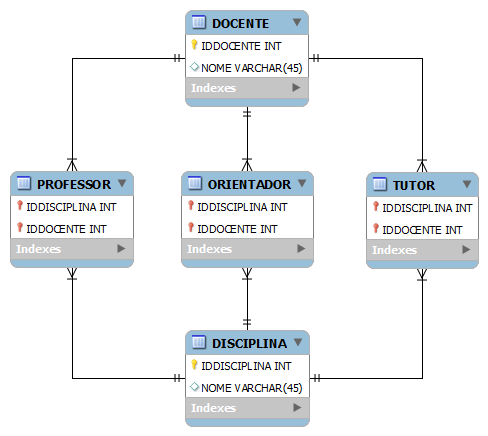 DOCENTE
IDDOCENTE INT
NOME VARCHAR(45)
Indexes
PROFESSOR
IDDISCIPLINA INT
IDDOCENTE INT
Indexes
ORIENTADOR
IDDISCIPLINA INT
IDDOCENTE INT
Indexes
TUTOR
IDDISCIPLINA INT
IDDOCENTE INT
Indexes
DISCIPLINA
IDDISCIPLINA INT
NOME VARCHAR(45)
Indexes